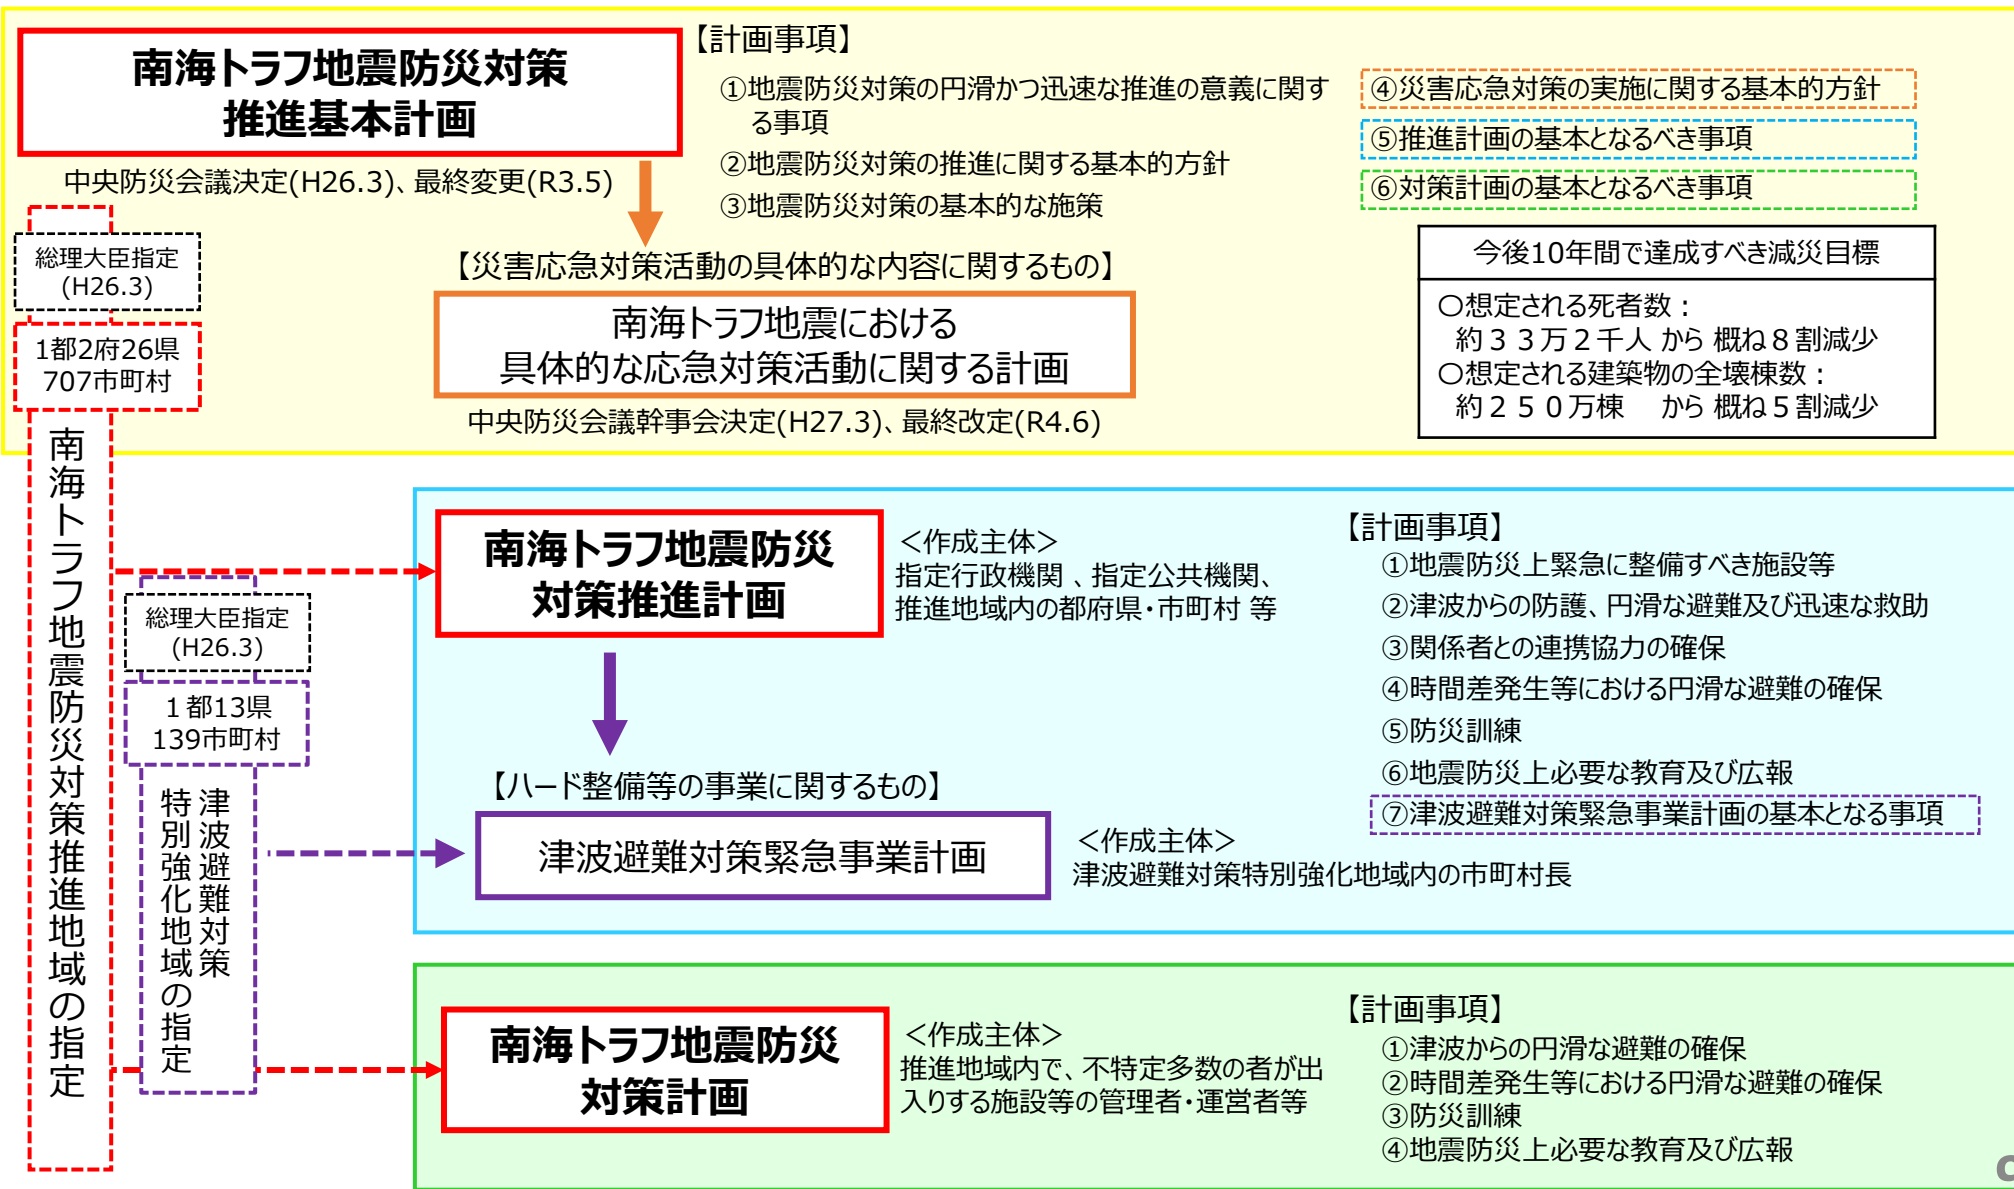 南海トラフ地震防災対策
推進基本計画
中央防災会議決定(H26.3)、最終変更(R3.5)
【計画事項】
①地震防災対策の円滑かつ迅速な推進の意義に関す
る事項
②地震防災対策の推進に関する基本的方針
③地震防災対策の基本的な施策
④災害応急対策の実施に関する基本的方針
⑤推進計画の基本となるべき事項
⑥対策計画の基本となるべき事項
今後10年間で達成すべき減災目標
〇想定される死者数：
約３３万２千人 から 概ね８割減少
〇想定される建築物の全壊棟数：
約２５０万棟　から 概ね５割減少
【災害応急対策活動の具体的な内容に関するもの】
南海トラフ地震における
具体的な応急対策活動に関する計画
中央防災会議幹事会決定(H27.3)、最終改定(R4.6)
総理大臣指定
(H26.3)
1都2府26県
707市町村
南海トラフ地震防災対策推進地域の指定
総理大臣指定
(H26.3)
１都13県
139市町村
津波避難対策
特別強化地域の指定
南海トラフ地震防災
対策推進計画
＜作成主体＞
指定行政機関 、指定公共機関、
推進地域内の都府県・市町村 等
【計画事項】
①地震防災上緊急に整備すべき施設等
②津波からの防護、円滑な避難及び迅速な救助
③関係者との連携協力の確保
④時間差発生等における円滑な避難の確保
⑤防災訓練
⑥地震防災上必要な教育及び広報
⑦津波避難対策緊急事業計画の基本となる事項
【ハード整備等の事業に関するもの】
津波避難対策緊急事業計画
＜作成主体＞
津波避難対策特別強化地域内の市町村長
南海トラフ地震防災
対策計画
＜作成主体＞
推進地域内で、不特定多数の者が出
入りする施設等の管理者・運営者等
【計画事項】
①津波からの円滑な避難の確保
②時間差発生等における円滑な避難の確保
③防災訓練
④地震防災上必要な教育及び広報